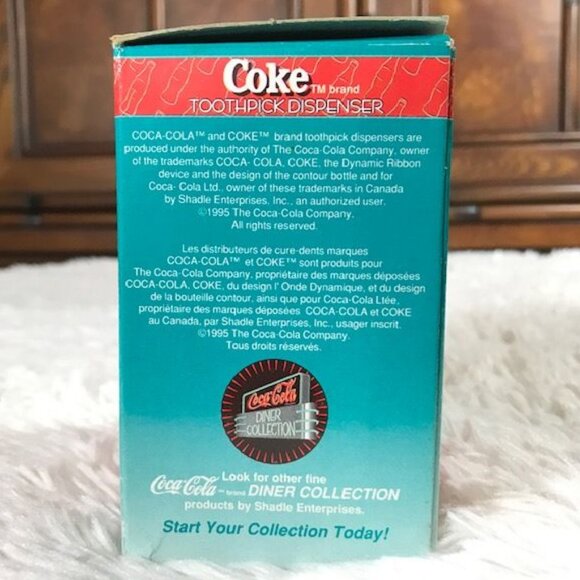 Coke™ brand
TOOTHPICK DISPENSER
COCA-COLA™ and COKE™ brand toothpick dispensers are
produced under the authority of The Coca-Cola Company, owner
of the trademarks COCA- COLA, COKE, the Dynamic Ribbon
device and the design of the contour bottle and for
Coca- Cola Ltd., owner of these trademarks in Canada
by Shadle Enterprises, Inc., an authorized user.
©1995 The Coca-Cola Company.
All rights reserved.
Les distributeurs de cure-dents marques
COCA-COLA™ et COKE™ sont produits pour
The Coca-Cola Company, propriétaire des marques déposées
COCA-COLA, COKE, du design l' Onde Dynamique, et du design
de la bouteille contour, ainsi que pour Coca-Cola Ltée,
propriétaire des marques déposées COCA-COLA et COKE
au Canada, par Shadle Enterprises, Inc., usager inscrit.
©1995 The Coca-Cola Company.
Tous droits réservés.
Coca-Cola
DINER
COLLECTION
Look for other fine
Coca-Cola™ brand DINER COLLECTION
products by Shadle Enterprises.
Start Your Collection Today!